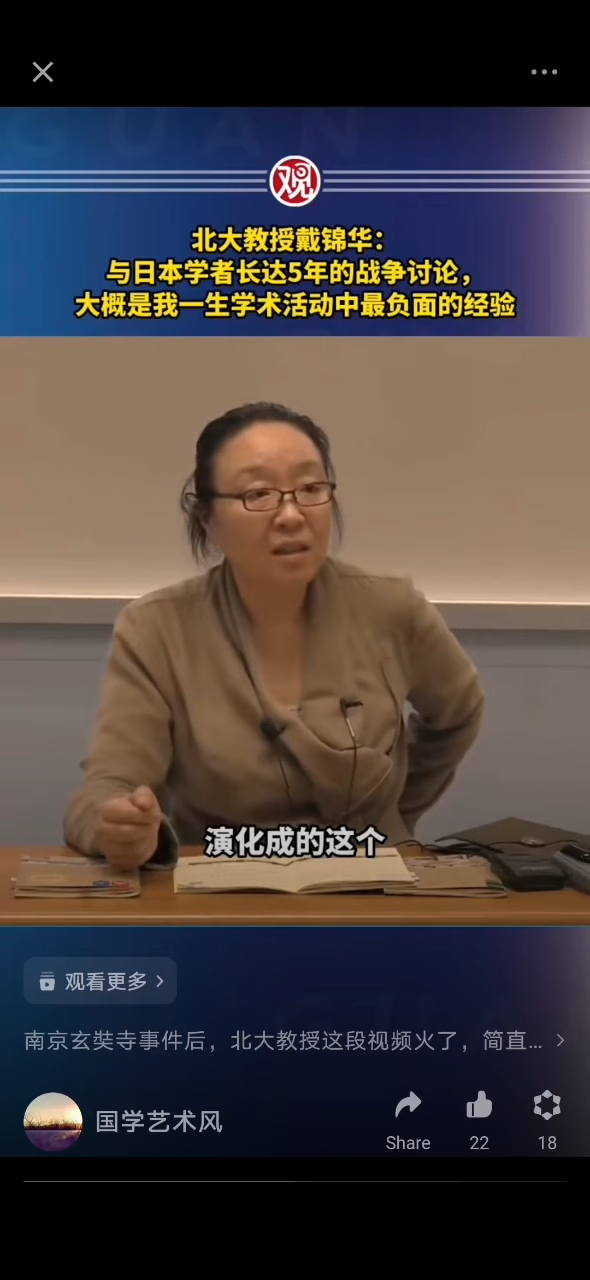 GUAN
观
北大教授戴锦华：
与日本学者长达5年的战争讨论，
大概是我一生学术活动中最负面的经验
演化成的这个
观看更多
南京玄奘寺事件后，北大教授这段视频火了，简直...
国学艺术风
Share
22
18